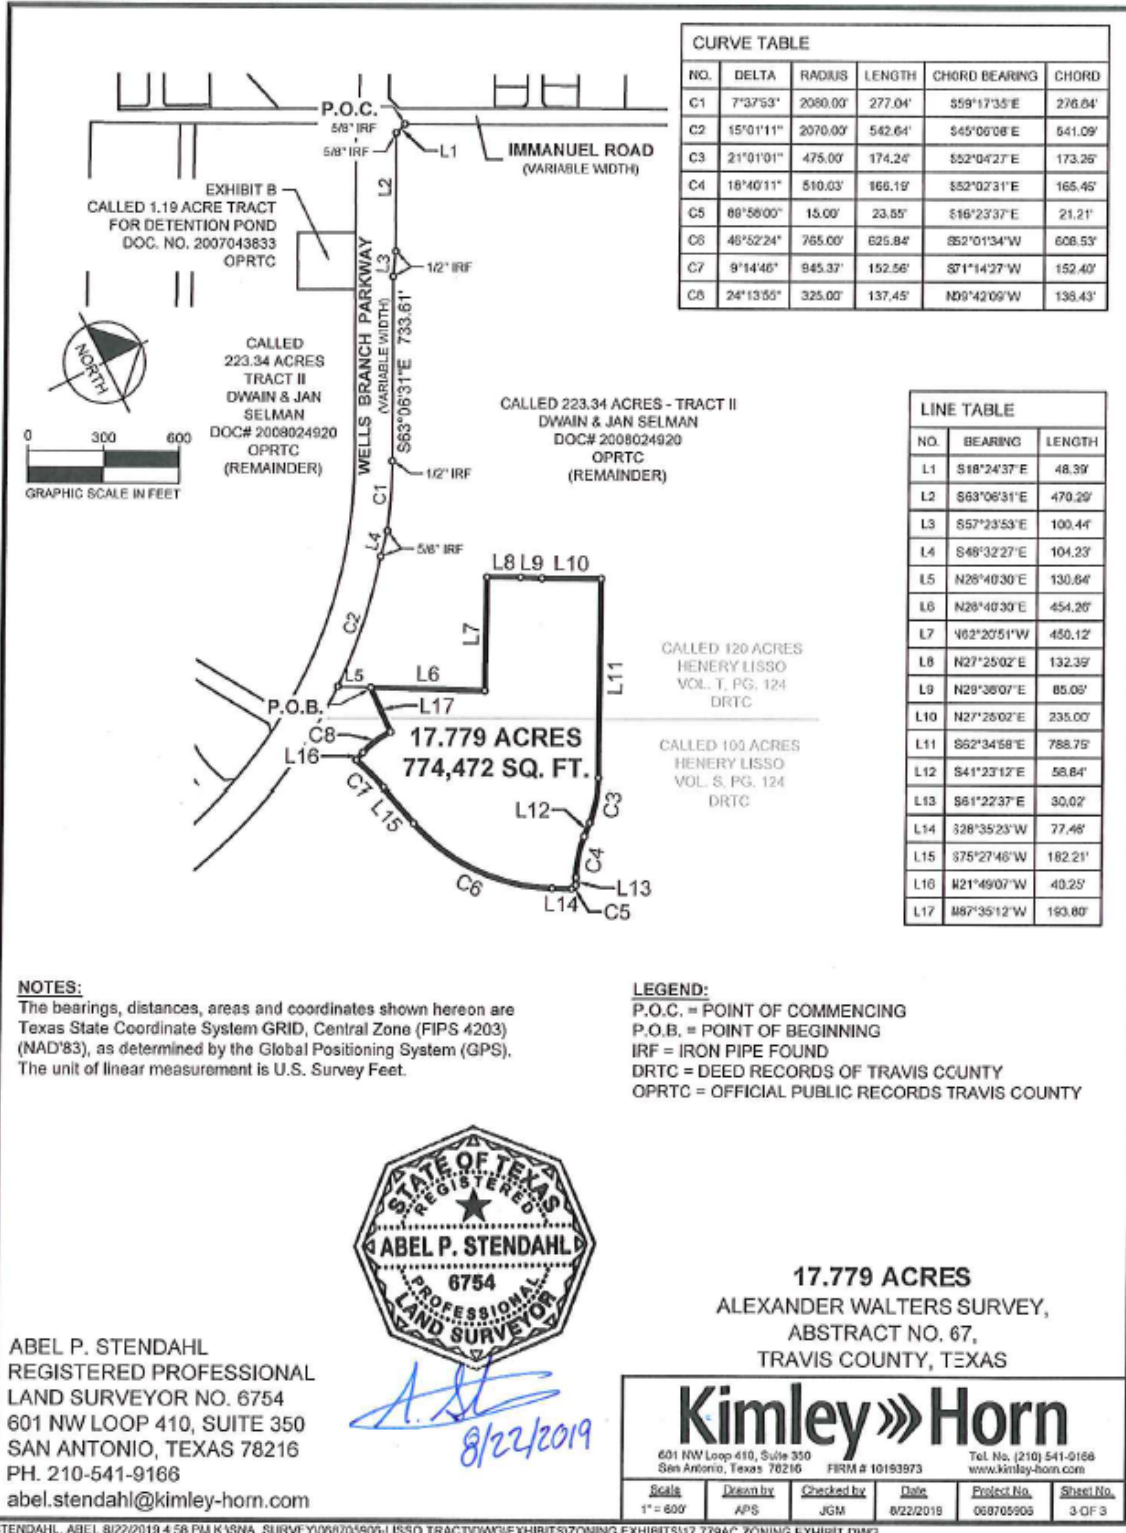 CURVE TABLE
NO. DELTA RADIUS LENGTH CHORD BEARING CHORD
C1 7°37'53" 2080.00' 277.04' S59°17'35"E 276.84'
C2 15°01'11" 2070.00' 542.64' S45°06'08"E 541.09'
C3 21°01'01" 475.00' 174.24' S52°04'27"E 173.26'
C4 18°40'11" 510.03' 166.19' S52°02'31"E 165.46'
C5 89°58'00" 15.00' 23.55' S16°23'37"E 21.21'
C6 46°52'24" 765.00' 625.84' S52°01'34"W 608.53'
C7 9°14'46" 945.37' 152.56' S71°14'27"W 152.40'
C8 24°13'55" 325.00' 137.45' N09°42'09"W 136.43'
P.O.C.
5/8" IRF
5/8" IRF
L1
IMMANUEL ROAD
(VARIABLE WIDTH)
L2
EXHIBIT B
CALLED 1.19 ACRE TRACT
FOR DETENTION POND
DOC. NO. 2007043833
OPRTC
L3
1/2" IRF
WELLS BRANCH PARKWAY
(VARIABLE WIDTH)
S63°06'31"E 733.61'
NORTH
0 300 600
GRAPHIC SCALE IN FEET
CALLED
223.34 ACRES
TRACT II
DWAIN & JAN
SELMAN
DOC# 2008024920
OPRTC
(REMAINDER)
CALLED 223.34 ACRES - TRACT II
DWAIN & JAN SELMAN
DOC# 2008024920
OPRTC
(REMAINDER)
1/2" IRF
C1
L4
5/8" IRF
C2
L8 L9 L10
L7
L11
L5
L6
P.O.B.
L17
C8
L16
17.779 ACRES
774,472 SQ. FT.
CALLED 120 ACRES
HENERY LISSO
VOL. T, PG. 124
DRTC
CALLED 100 ACRES
HENERY LISSO
VOL. S, PG. 124
DRTC
C7
L15
L12
C3
C4
C6
L13
L14
C5
LINE TABLE
NO. BEARING LENGTH
L1 S18°24'37"E 48.39'
L2 S63°06'31"E 470.29'
L3 S57°23'53"E 100.44'
L4 S48°32'27"E 104.23'
L5 N28°40'30"E 130.64'
L6 N28°40'30"E 454.26'
L7 N62°20'51"W 450.12'
L8 N27°25'02"E 132.39'
L9 N29°38'07"E 85.06'
L10 N27°25'02"E 235.00'
L11 S62°34'58"E 788.75'
L12 S41°23'12"E 58.84'
L13 S61°22'37"E 30.02'
L14 S28°35'23"W 77.46'
L15 S75°27'46"W 182.21'
L16 N21°49'07"W 40.25'
L17 N87°35'12"W 193.80'
NOTES:
The bearings, distances, areas and coordinates shown hereon are
Texas State Coordinate System GRID, Central Zone (FIPS 4203)
(NAD'83), as determined by the Global Positioning System (GPS).
The unit of linear measurement is U.S. Survey Feet.
LEGEND:
P.O.C. = POINT OF COMMENCING
P.O.B. = POINT OF BEGINNING
IRF = IRON PIPE FOUND
DRTC = DEED RECORDS OF TRAVIS COUNTY
OPRTC = OFFICIAL PUBLIC RECORDS TRAVIS COUNTY
STATE OF TEXAS
REGISTERED
ABEL P. STENDAHL
6754
PROFESSIONAL
LAND SURVEYOR
A. St
8/22/2019
ABEL P. STENDAHL
REGISTERED PROFESSIONAL
LAND SURVEYOR NO. 6754
601 NW LOOP 410, SUITE 350
SAN ANTONIO, TEXAS 78216
PH. 210-541-9166
abel.stendahl@kimley-horn.com
17.779 ACRES
ALEXANDER WALTERS SURVEY,
ABSTRACT NO. 67,
TRAVIS COUNTY, TEXAS
Kimley»Horn
601 NW Loop 410, Suite 350
San Antonio, Texas 78216 FIRM # 10193973
Tel. No. (210) 541-9166
www.kimley-horn.com
Scale Drawn by Checked by Date Project No. Sheet No.
1" = 600' APS JGM 8/22/2019 068705906 3 OF 3
STENDAHL, ABEL 8/22/2019 4:58 PM K:\SNA_SURVEY\068705906-LISSO TRACT\DWG\EXHIBITS\ZONING EXHIBITS\17.779AC ZONING EXHIBIT.DWG